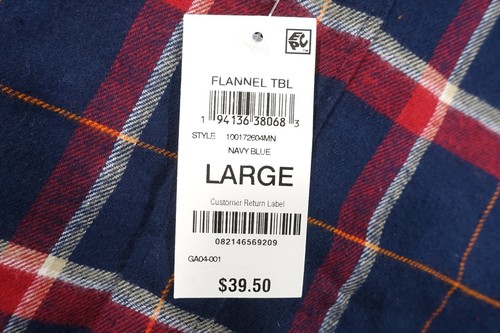 EPC
FLANNEL TBL
1 94136 38068 3
STYLE 100172604MN
NAVY BLUE
LARGE
Customer Return Label
082146569209
GA04-001
$39.50